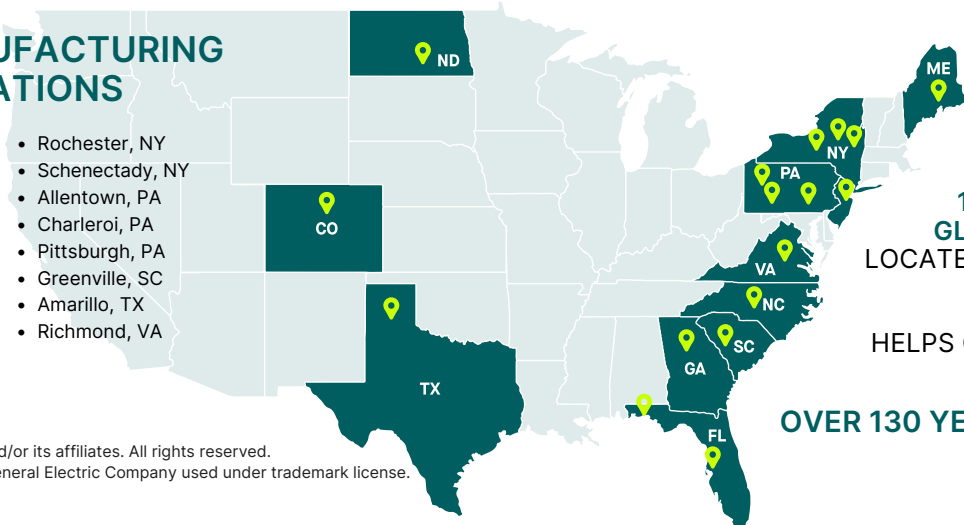 UFACTURING
ATIONS
• Rochester, NY
• Schenectady, NY
• Allentown, PA
• Charleroi, PA
• Pittsburgh, PA
• Greenville, SC
• Amarillo, TX
• Richmond, VA
d/or its affiliates. All rights reserved.
eneral Electric Company used under trademark license.
ND
CO
TX
ME
NY
PA
VA
NC
SC
GA
FL
1
GL
LOCATE
HELPS
OVER 130 YE